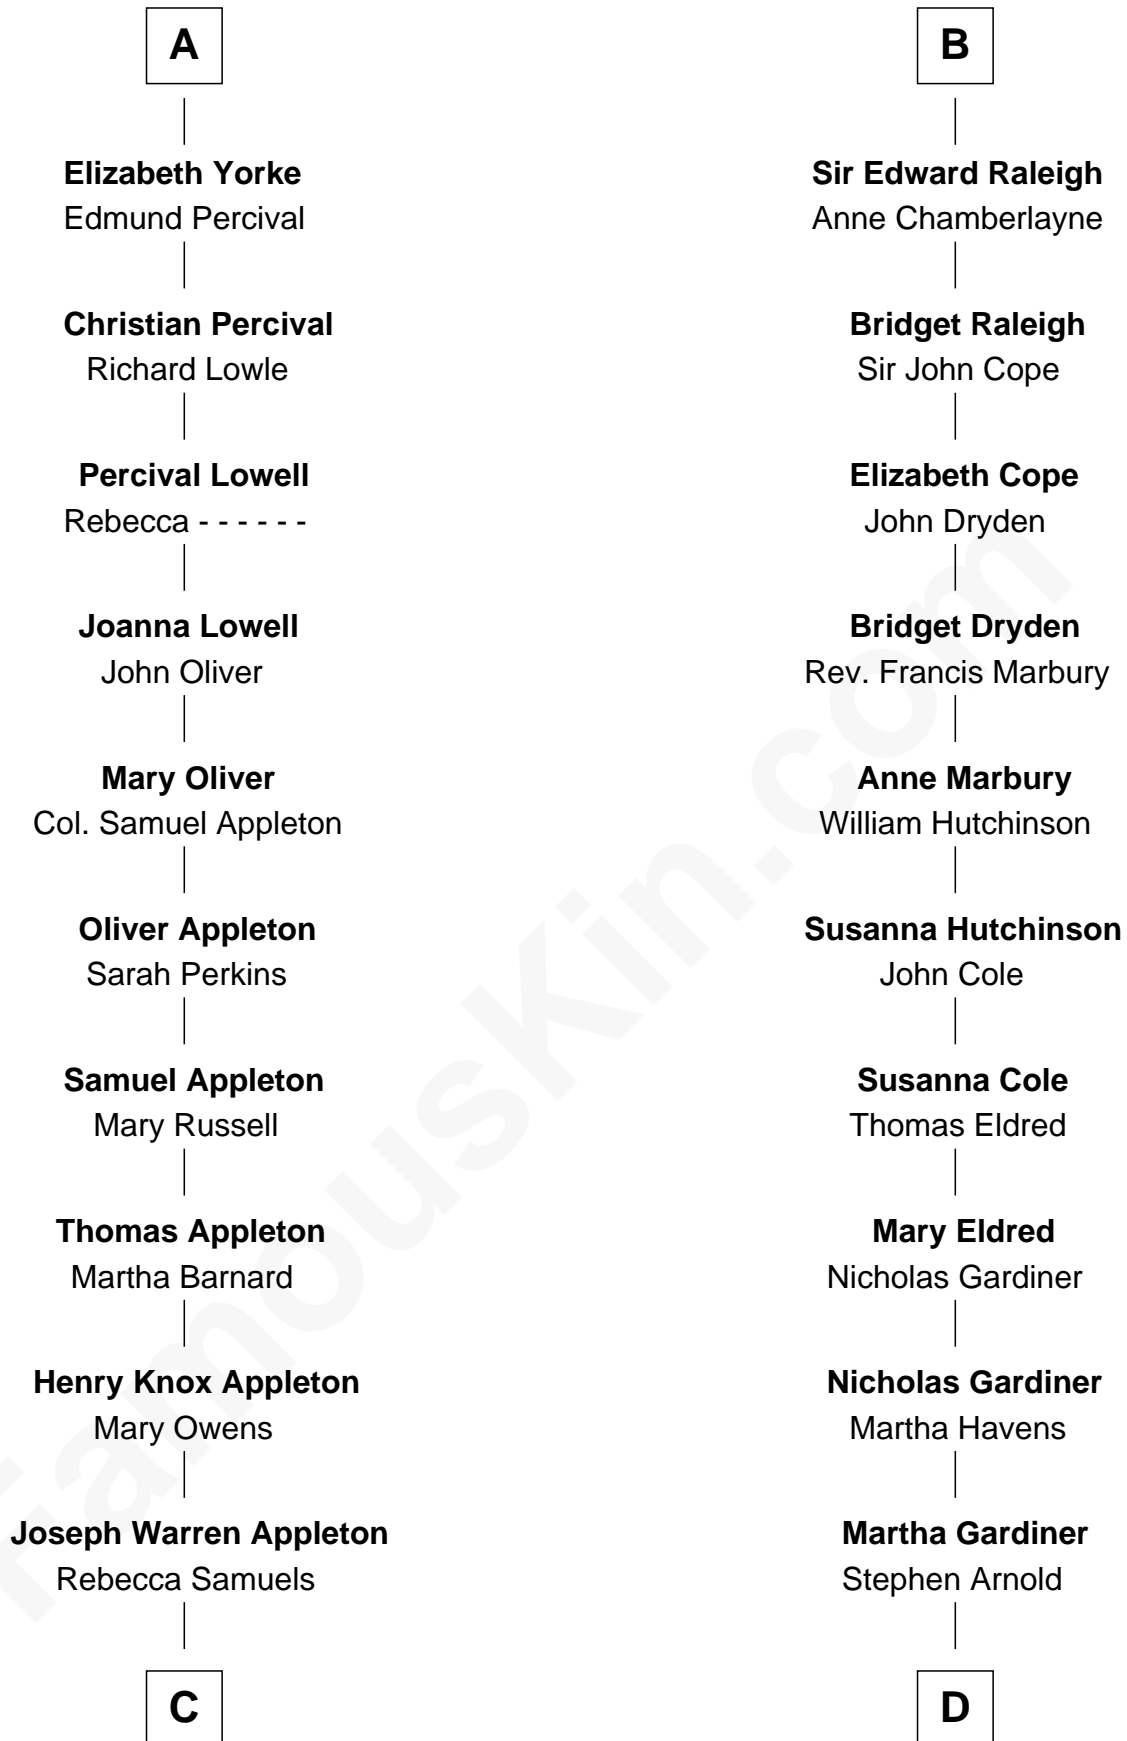 A
Elizabeth Yorke
Edmund Percival
Christian Percival
Richard Lowle
Percival Lowell
Rebecca - - - - - -
Joanna Lowell
John Oliver
Mary Oliver
Col. Samuel Appleton
Oliver Appleton
Sarah Perkins
Samuel Appleton
Mary Russell
Thomas Appleton
Martha Barnard
Henry Knox Appleton
Mary Owens
Joseph Warren Appleton
Rebecca Samuels
C
B
Sir Edward Raleigh
Anne Chamberlayne
Bridget Raleigh
Sir John Cope
Elizabeth Cope
John Dryden
Bridget Dryden
Rev. Francis Marbury
Anne Marbury
William Hutchinson
Susanna Hutchinson
John Cole
Susanna Cole
Thomas Eldred
Mary Eldred
Nicholas Gardiner
Nicholas Gardiner
Martha Havens
Martha Gardiner
Stephen Arnold
D
FamousKin.com